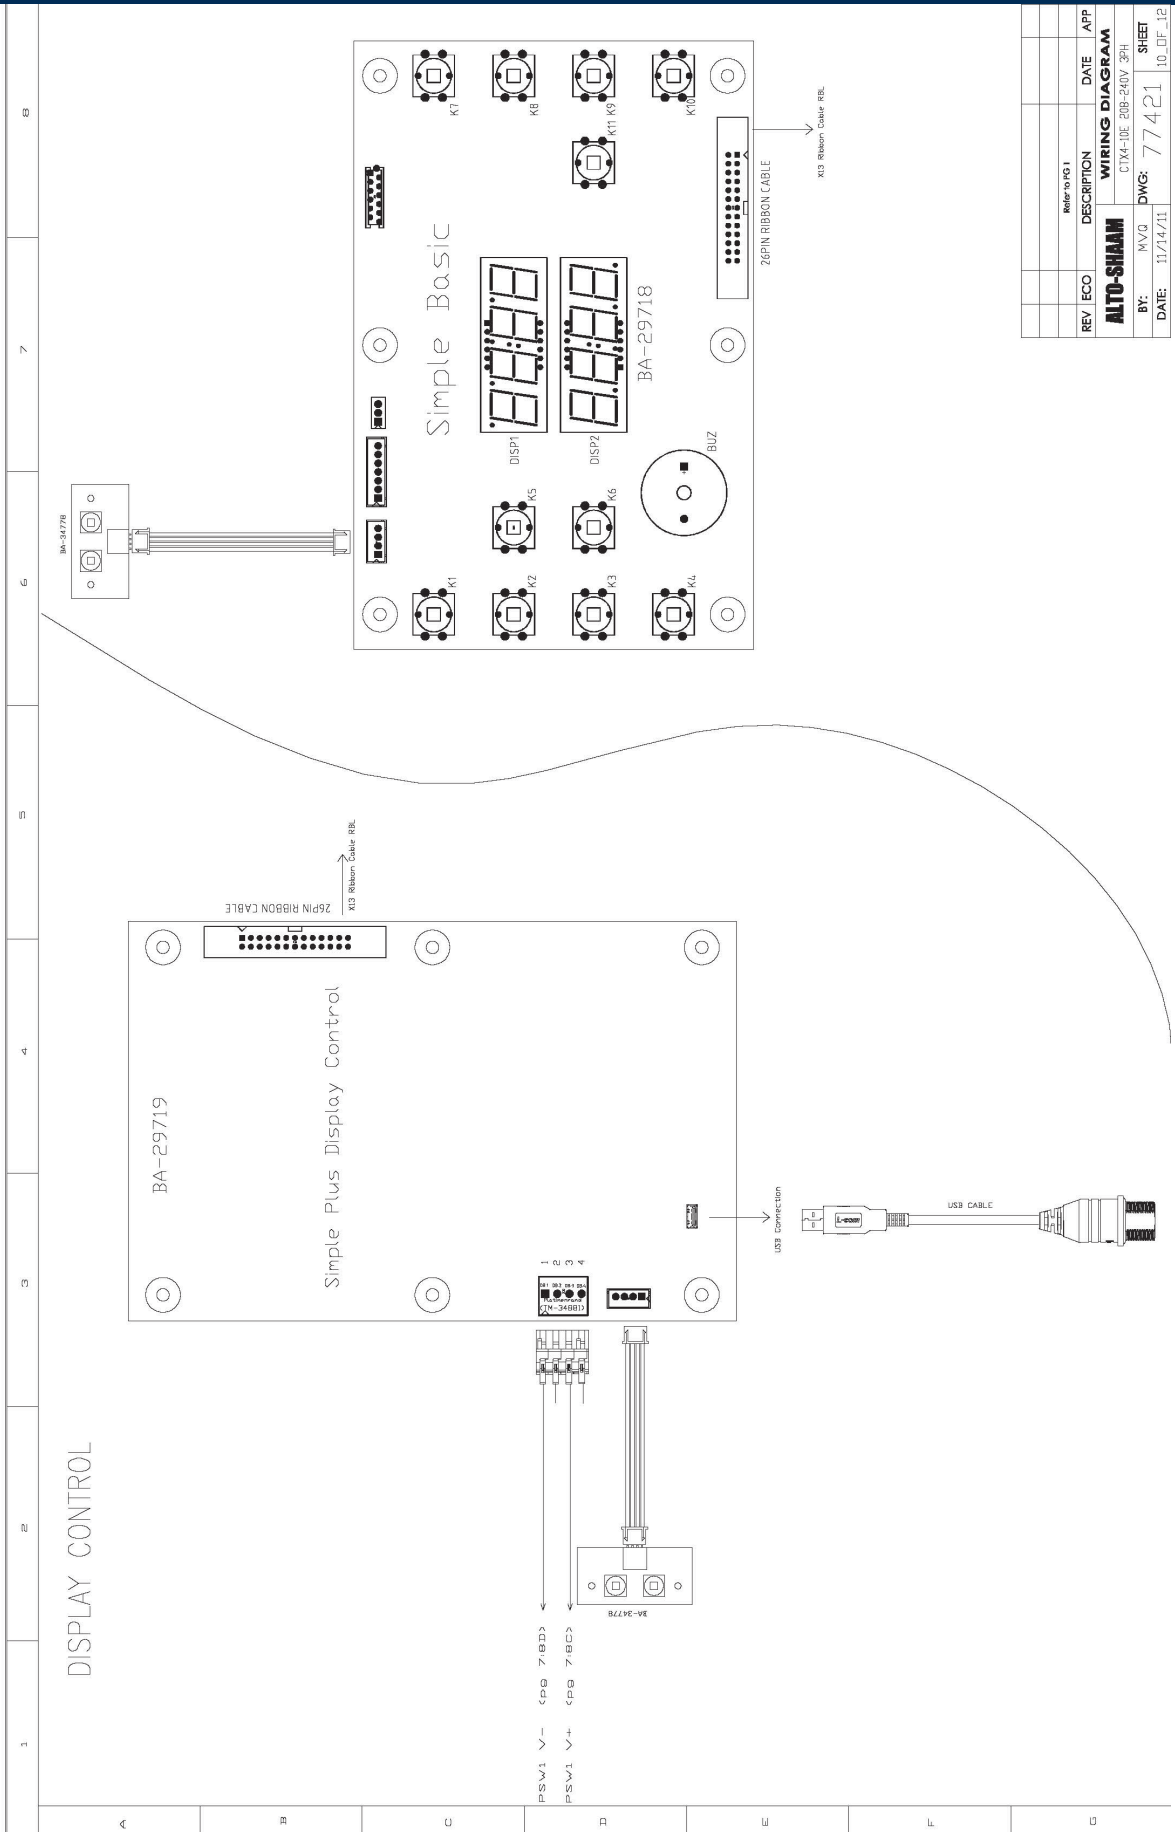 DISPLAY CONTROL
1
2
3
4
5
6
7
8
A
B
C
D
E
F
G
PSW1 V- (pg 7:8D)
PSW1 V+ (pg 7:8C)
BA-34778
1
2
3
4
(TM-34881)
BA-29719
Simple Plus Display Control
26PIN RIBBON CABLE
X13 Ribbon Cable RBL
USB Connection
L-com
USB CABLE
BA-34778
Simple Basic
K1
K2
K3
K4
K5
K6
K7
K8
K11 K9
K10
DISP1
DISP2
BA-29718
BUZ
26PIN RIBBON CABLE
X13 Ribbon Cable RBL
Refer to PG 1
REV ECO DESCRIPTION DATE APP
ALTO-SHAAM
WIRING DIAGRAM
CTX4-10E 208-240V 3PH
BY: MVQ
DWG: 77421
SHEET
DATE: 11/14/11
10_OF_12